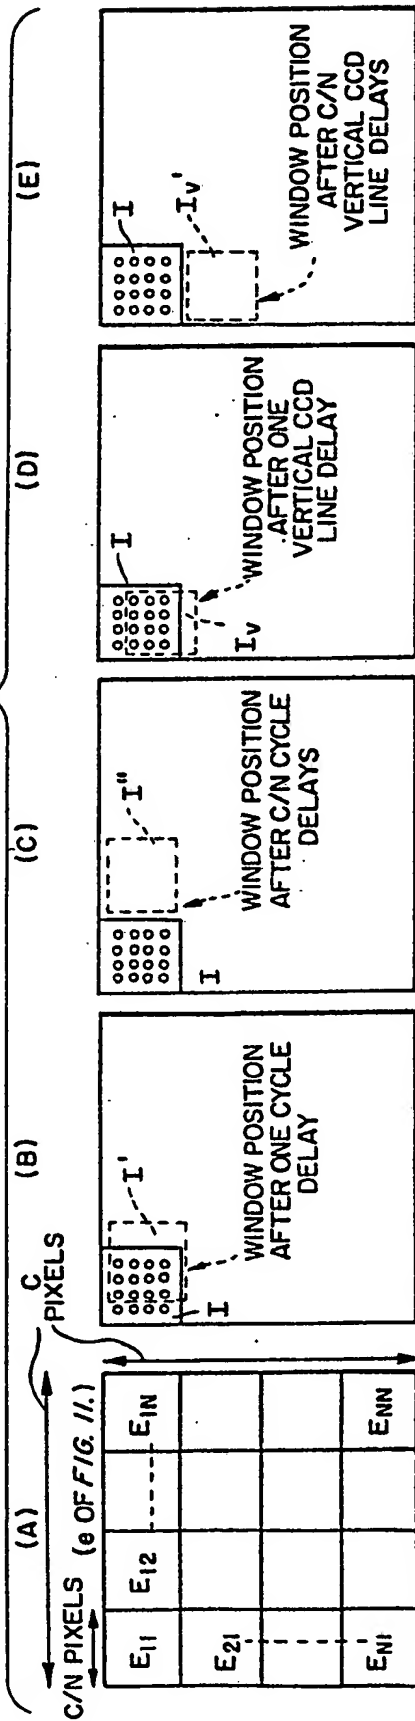 (A)
C
PIXELS
C/N PIXELS
(e OF FIG. 11.)
E11
E12
E1N
E21
EN1
ENN
(B)
I
I'
WINDOW POSITION
AFTER ONE CYCLE
DELAY
(C)
I
I"
WINDOW POSITION
AFTER C/N CYCLE
DELAYS
(D)
I
Iv
WINDOW POSITION
AFTER ONE
VERTICAL CCD
LINE DELAY
(E)
I
Iv'
WINDOW POSITION
AFTER C/N
VERTICAL CCD
LINE DELAYS